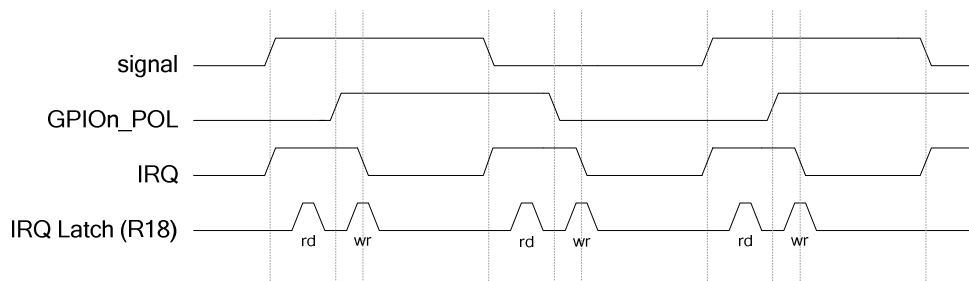 signal
GPIOn_POL
IRQ
IRQ Latch (R18)
rd wr rd wr rd wr